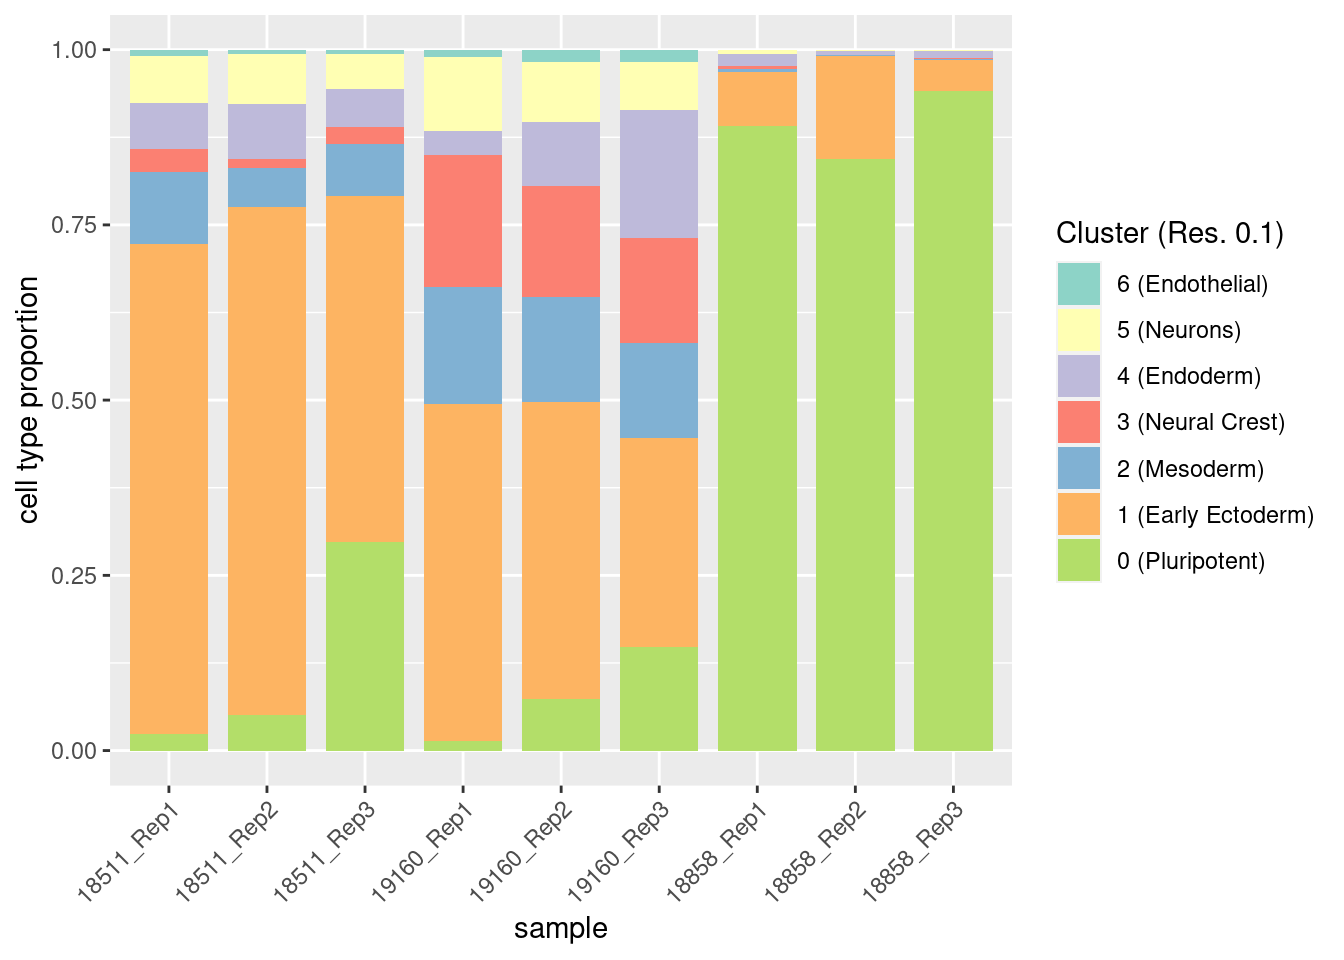 1.00
0.75
0.50
0.25
0.00
cell type proportion
18511_Rep1
18511_Rep2
18511_Rep3
19160_Rep1
19160_Rep2
19160_Rep3
18858_Rep1
18858_Rep2
18858_Rep3
sample
Cluster (Res. 0.1)
6 (Endothelial)
5 (Neurons)
4 (Endoderm)
3 (Neural Crest)
2 (Mesoderm)
1 (Early Ectoderm)
0 (Pluripotent)